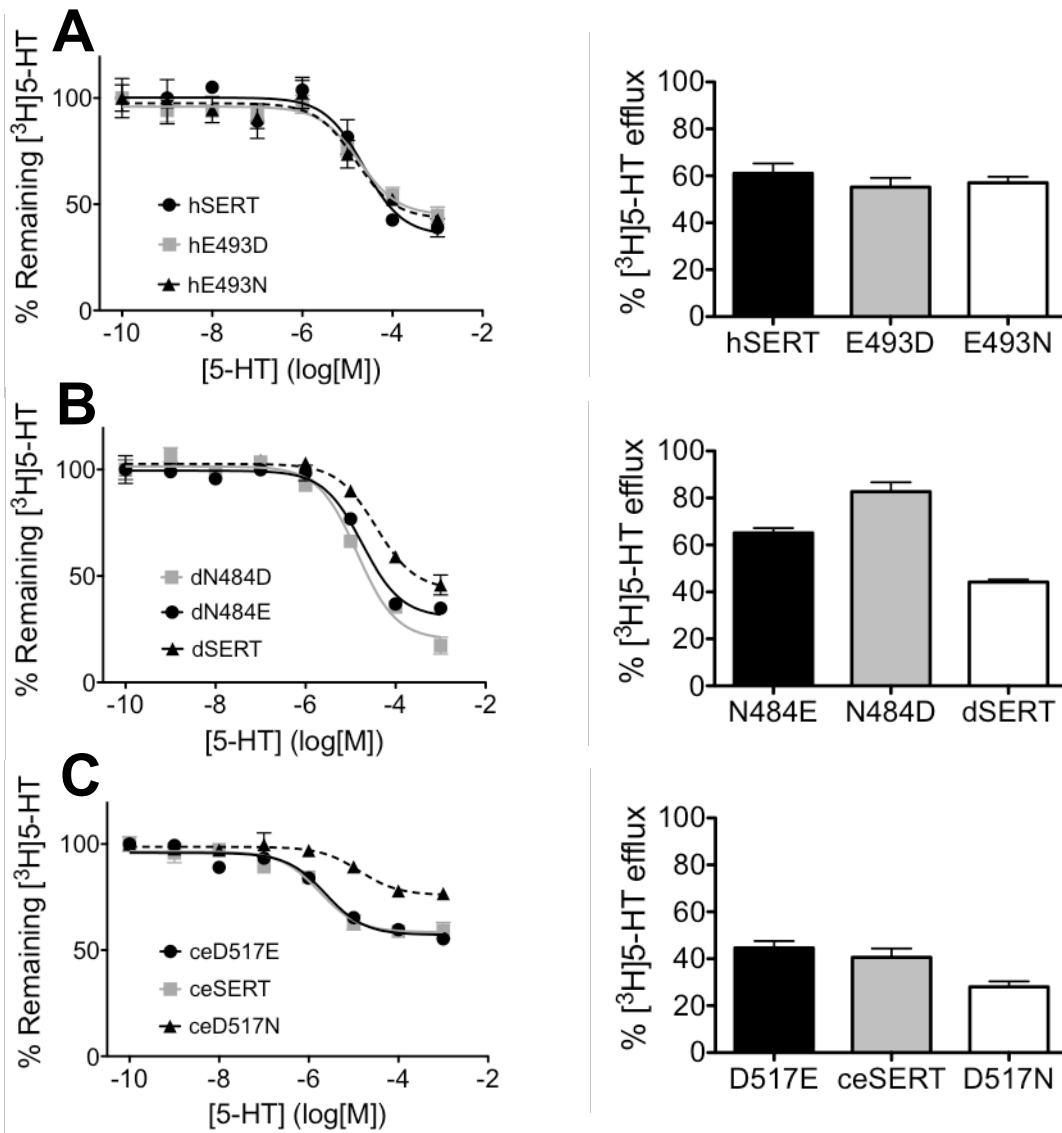 A
% Remaining [³H]5-HT
100
50
0
hSERT
hE493D
hE493N
-10 -8 -6 -4 -2
[5-HT] (log[M])
% [³H]5-HT efflux
100
80
60
40
20
0
hSERT E493D E493N
B
% Remaining [³H]5-HT
100
50
0
dN484D
dN484E
dSERT
-10 -8 -6 -4 -2
[5-HT] (log[M])
% [³H]5-HT efflux
100
80
60
40
20
0
N484E N484D dSERT
C
% Remaining [³H]5-HT
100
50
0
ceD517E
ceSERT
ceD517N
-10 -8 -6 -4 -2
[5-HT] (log[M])
% [³H]5-HT efflux
100
80
60
40
20
0
D517E ceSERT D517N